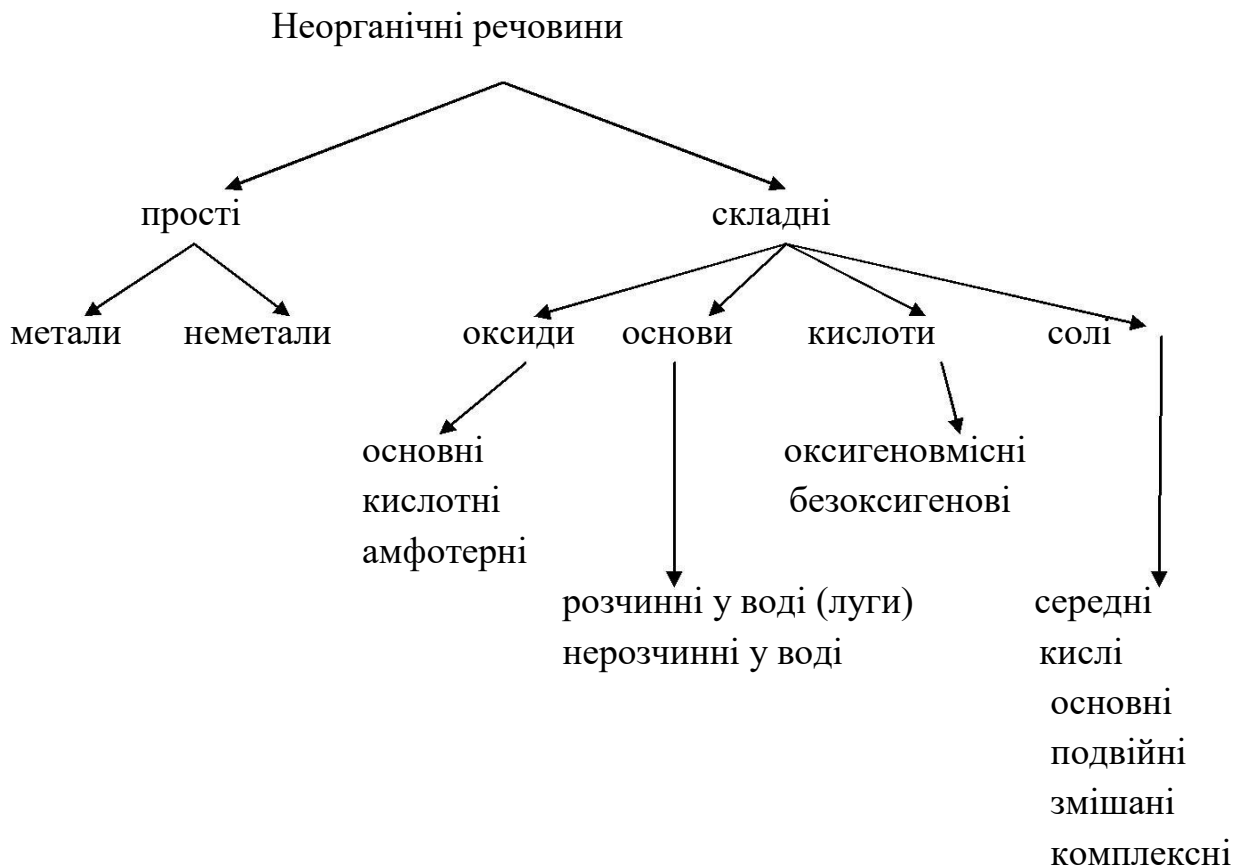 Неорганічні речовини
прості складні
метали неметали оксиди основи кислоти солі
основні оксигеновмісні
кислотні безоксигенові
амфотерні
розчинні у воді (луги) середні
нерозчинні у воді кислі
основні
подвійні
змішані
комплексні